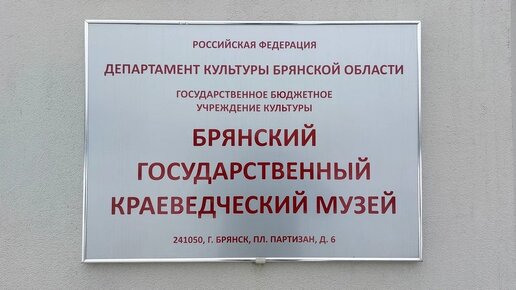 РОССИЙСКАЯ ФЕДЕРАЦИЯ
ДЕПАРТАМЕНТ КУЛЬТУРЫ БРЯНСКОЙ ОБЛАСТИ
ГОСУДАРСТВЕННОЕ БЮДЖЕТНОЕ
УЧРЕЖДЕНИЕ КУЛЬТУРЫ
БРЯНСКИЙ
ГОСУДАРСТВЕННЫЙ
КРАЕВЕДЧЕСКИЙ МУЗЕЙ
241050, Г. БРЯНСК, ПЛ. ПАРТИЗАН, Д. 6